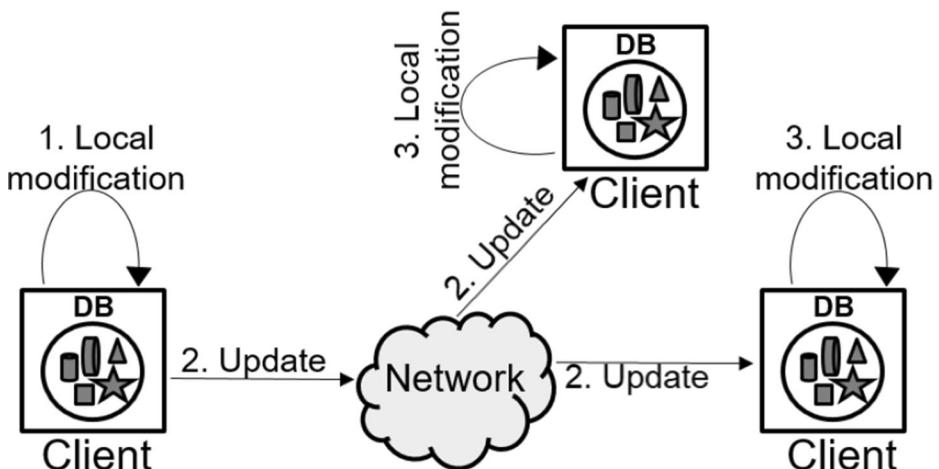 DB
3. Local
modification
Client
1. Local
modification
3. Local
modification
2. Update
DB
DB
2. Update
Network
2. Update
Client
Client